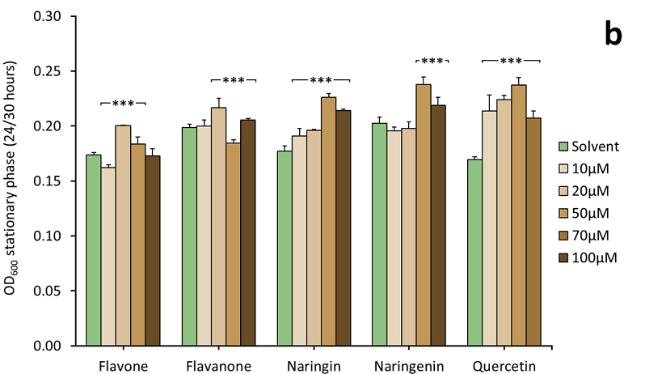 b
OD600 stationary phase (24/30 hours)
0.30
0.25
0.20
0.15
0.10
0.05
0.00
***
***
***
***
***
Flavone
Flavanone
Naringin
Naringenin
Quercetin
Solvent
10µM
20µM
50µM
70µM
100µM